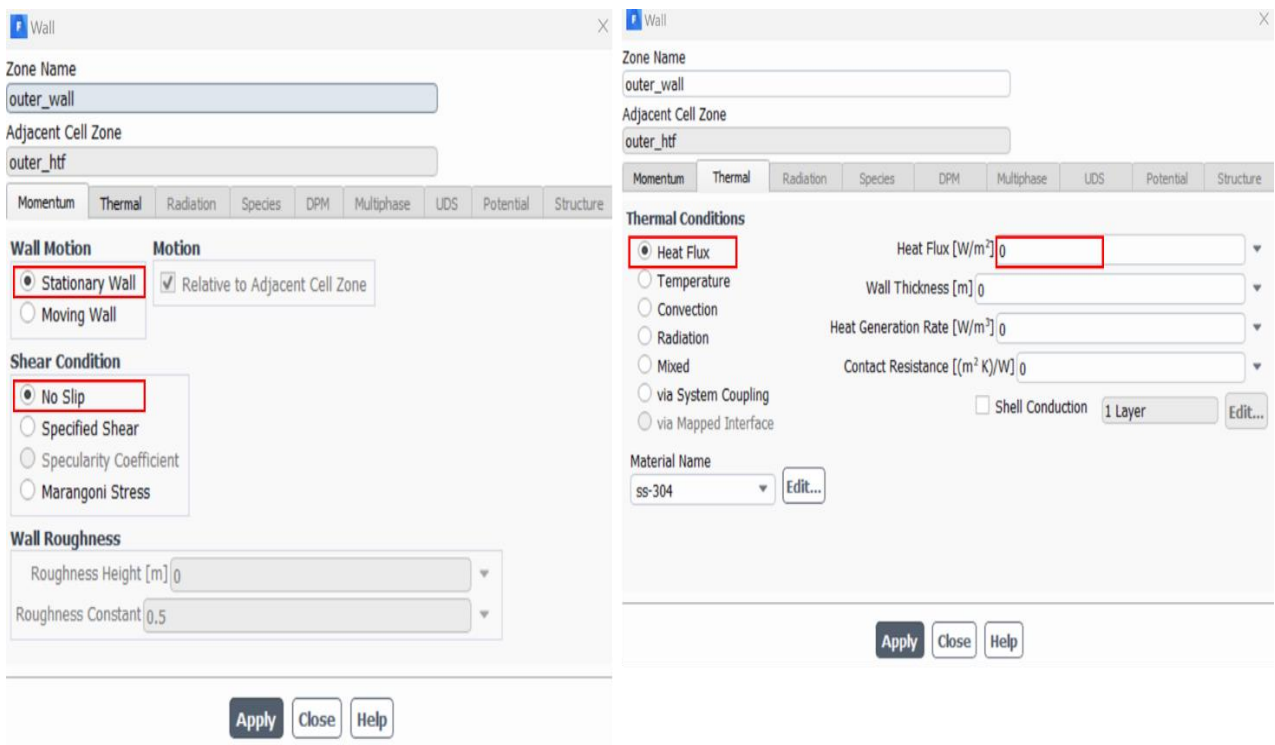 Wall
Zone Name
outer_wall
Adjacent Cell Zone
outer_htf
Momentum Thermal Radiation Species DPM Multiphase UDS Potential Structure
Wall Motion Motion
Stationary Wall Relative to Adjacent Cell Zone
Moving Wall
Shear Condition
No Slip
Specified Shear
Specularity Coefficient
Marangoni Stress
Wall Roughness
Roughness Height [m] 0
Roughness Constant 0.5
Apply Close Help
Wall
Zone Name
outer_wall
Adjacent Cell Zone
outer_htf
Momentum Thermal Radiation Species DPM Multiphase UDS Potential Structure
Thermal Conditions
Heat Flux Heat Flux [W/m²] 0
Temperature Wall Thickness [m] 0
Convection
Radiation Heat Generation Rate [W/m³] 0
Mixed Contact Resistance [(m² K)/W] 0
via System Coupling Shell Conduction 1 Layer Edit...
via Mapped Interface
Material Name
ss-304 Edit...
Apply Close Help